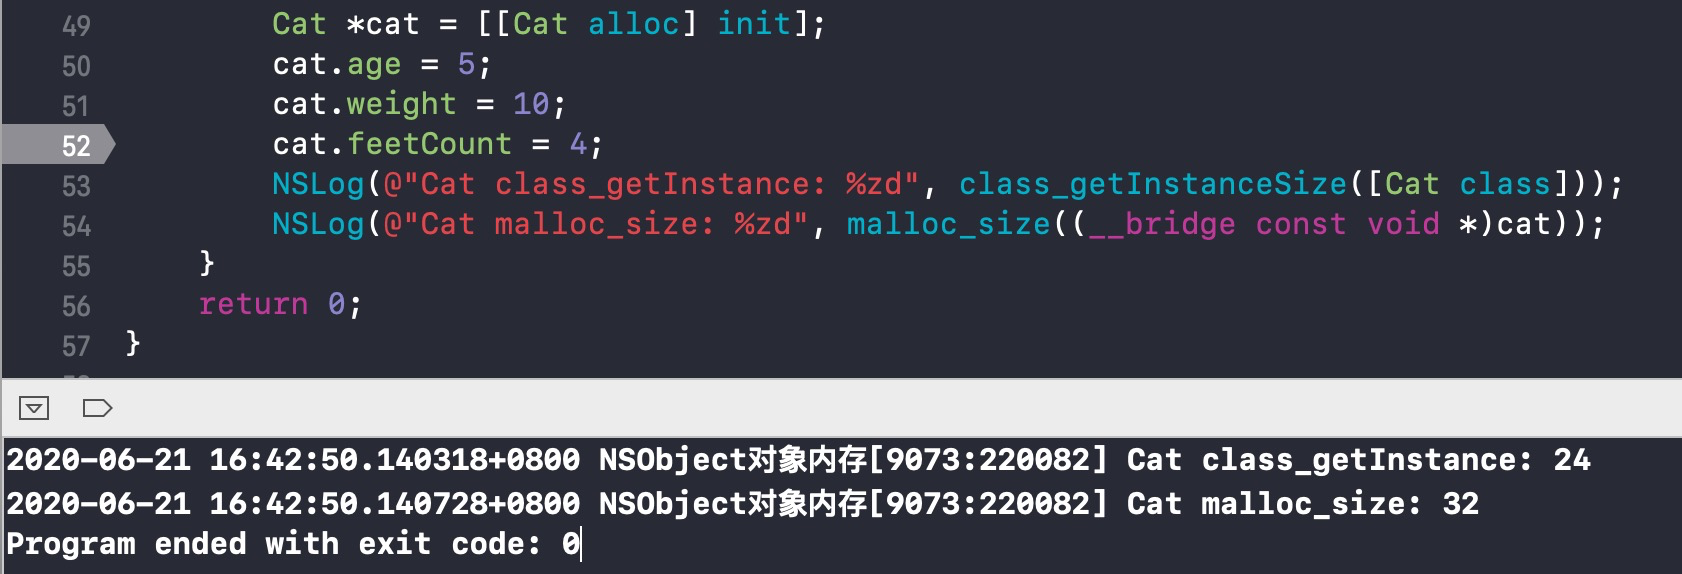 49 Cat *cat = [[Cat alloc] init];
50 cat.age = 5;
51 cat.weight = 10;
52 cat.feetCount = 4;
53 NSLog(@"Cat class_getInstance: %zd", class_getInstanceSize([Cat class]));
54 NSLog(@"Cat malloc_size: %zd", malloc_size((__bridge const void *)cat));
55 }
56 return 0;
57 }
2020-06-21 16:42:50.140318+0800 NSObject对象内存[9073:220082] Cat class_getInstance: 24
2020-06-21 16:42:50.140728+0800 NSObject对象内存[9073:220082] Cat malloc_size: 32
Program ended with exit code: 0